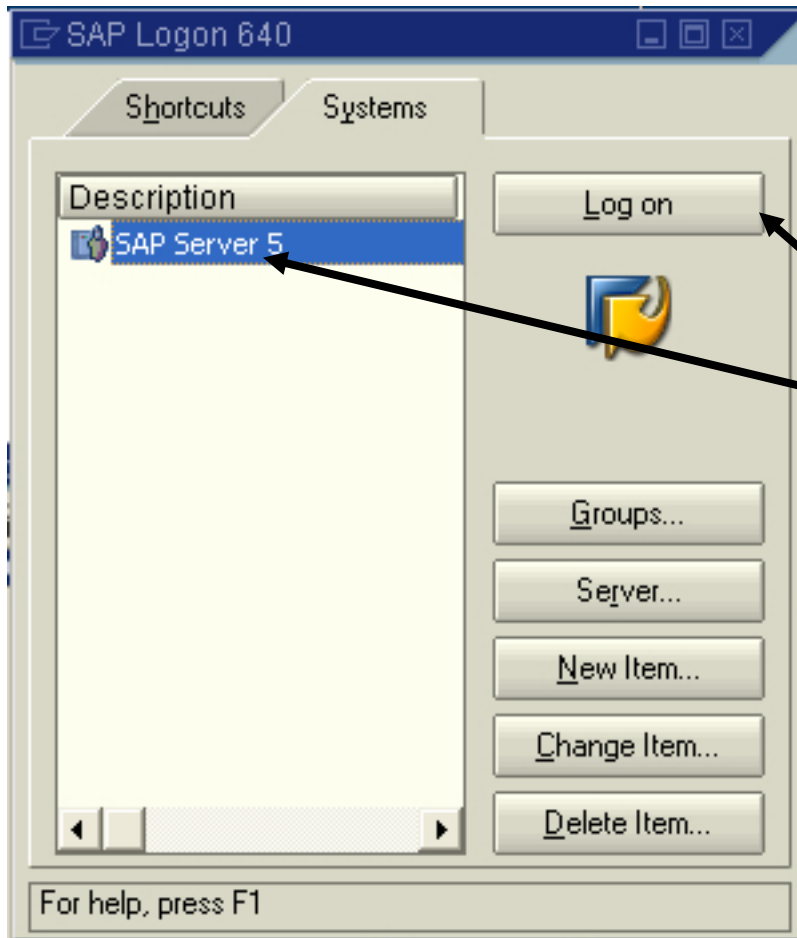 SAP Logon 640
Shortcuts Systems
Description
SAP Server 5
Log on
Groups...
Server...
New Item...
Change Item...
Delete Item...
For help, press F1